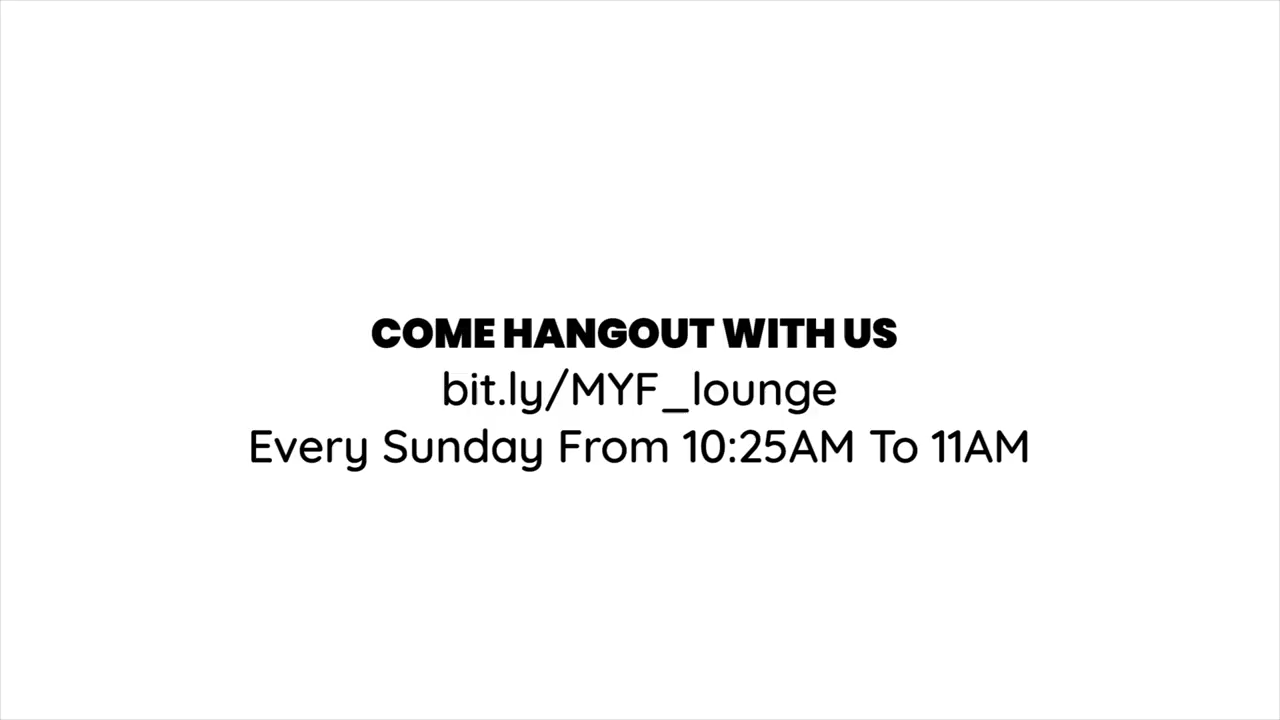 COME HANGOUT WITH US
bit.ly/MYF_lounge
Every Sunday From 10:25AM To 11AM